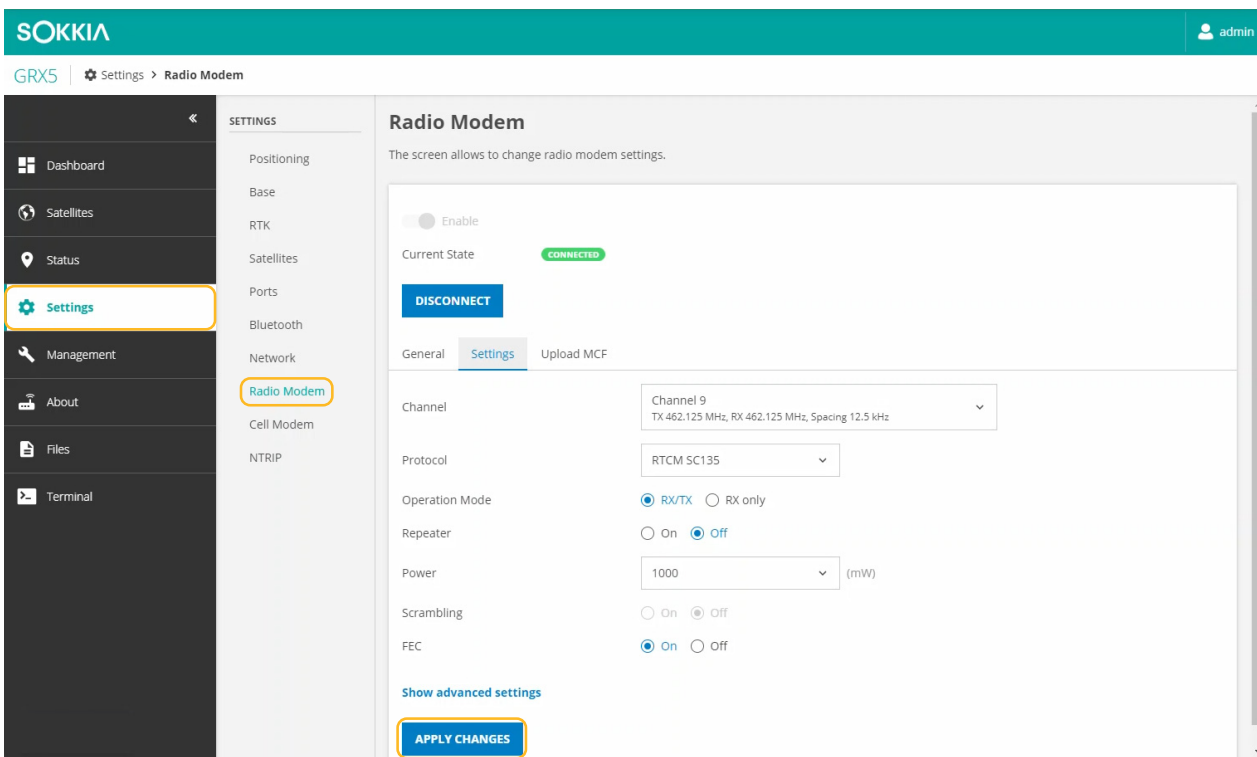 SOKKIA
admin
GRX5 Settings > Radio Modem
«
Dashboard
Satellites
Status
Settings
Management
About
Files
Terminal
SETTINGS
Positioning
Base
RTK
Satellites
Ports
Bluetooth
Network
Radio Modem
Cell Modem
NTRIP
Radio Modem
The screen allows to change radio modem settings.
Enable
Current State CONNECTED
DISCONNECT
General Settings Upload MCF
Channel Channel 9
TX 462.125 MHz, RX 462.125 MHz, Spacing 12.5 kHz
Protocol RTCM SC135
Operation Mode RX/TX RX only
Repeater On Off
Power 1000 (mW)
Scrambling On Off
FEC On Off
Show advanced settings
APPLY CHANGES